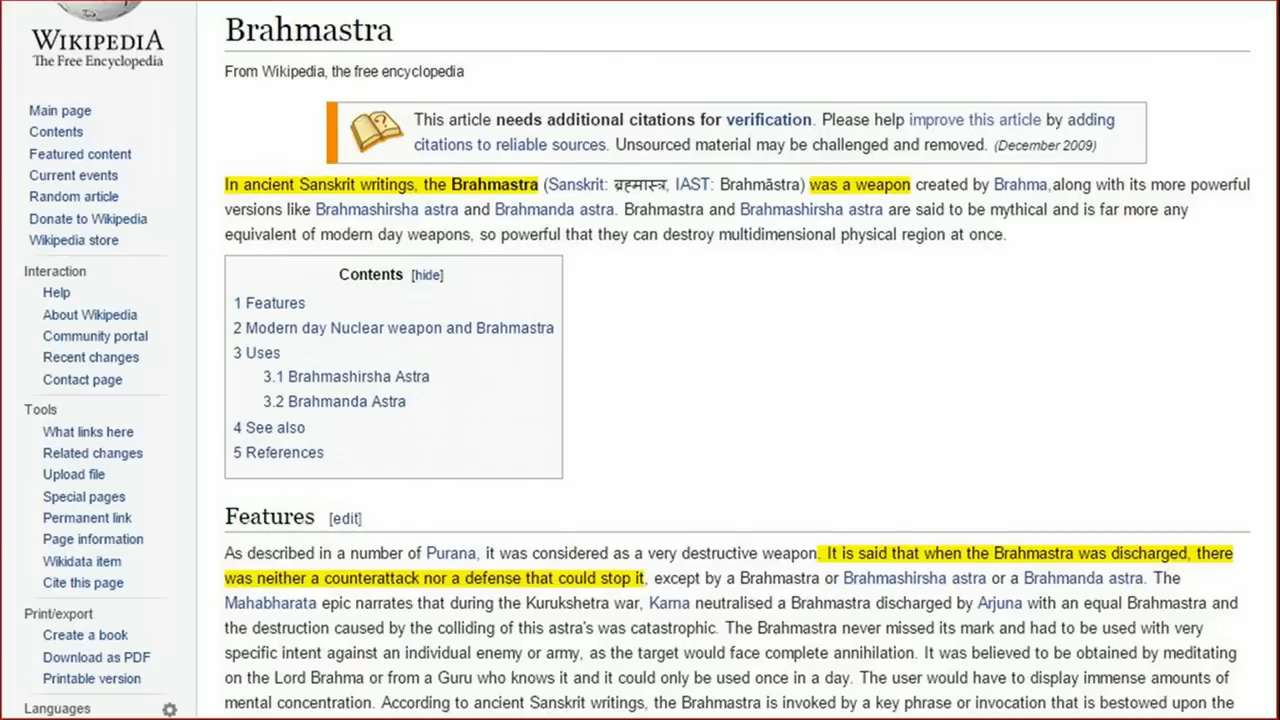 WIKIPEDIA
The Free Encyclopedia
Main page
Contents
Featured content
Current events
Random article
Donate to Wikipedia
Wikipedia store
Interaction
Help
About Wikipedia
Community portal
Recent changes
Contact page
Tools
What links here
Related changes
Upload file
Special pages
Permanent link
Page information
Wikidata item
Cite this page
Print/export
Create a book
Download as PDF
Printable version
Languages
Brahmastra
From Wikipedia, the free encyclopedia
This article needs additional citations for verification. Please help improve this article by adding
citations to reliable sources. Unsourced material may be challenged and removed. (December 2009)
In ancient Sanskrit writings, the Brahmastra (Sanskrit: ब्रह्मास्त्र, IAST: Brahmāstra) was a weapon created by Brahma,along with its more powerful
versions like Brahmashirsha astra and Brahmanda astra. Brahmastra and Brahmashirsha astra are said to be mythical and is far more any
equivalent of modern day weapons, so powerful that they can destroy multidimensional physical region at once.
Contents [hide]
1 Features
2 Modern day Nuclear weapon and Brahmastra
3 Uses
3.1 Brahmashirsha Astra
3.2 Brahmanda Astra
4 See also
5 References
Features [edit]
As described in a number of Purana, it was considered as a very destructive weapon. It is said that when the Brahmastra was discharged, there
was neither a counterattack nor a defense that could stop it, except by a Brahmastra or Brahmashirsha astra or a Brahmanda astra. The
Mahabharata epic narrates that during the Kurukshetra war, Karna neutralised a Brahmastra discharged by Arjuna with an equal Brahmastra and
the destruction caused by the colliding of this astra's was catastrophic. The Brahmastra never missed its mark and had to be used with very
specific intent against an individual enemy or army, as the target would face complete annihilation. It was believed to be obtained by meditating
on the Lord Brahma or from a Guru who knows it and it could only be used once in a day. The user would have to display immense amounts of
mental concentration. According to ancient Sanskrit writings, the Brahmastra is invoked by a key phrase or invocation that is bestowed upon the